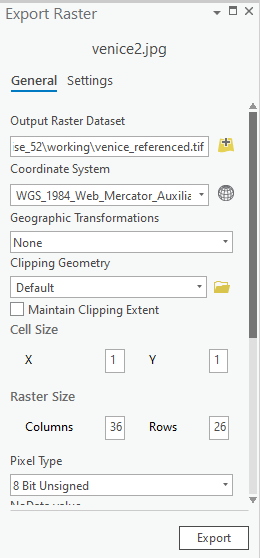 Export Raster
venice2.jpg
General Settings
Output Raster Dataset
se_52\working\venice_referenced.tif
Coordinate System
WGS_1984_Web_Mercator_Auxilia
Geographic Transformations
None
Clipping Geometry
Default
Maintain Clipping Extent
Cell Size
X 1 Y 1
Raster Size
Columns 36 Rows 26
Pixel Type
8 Bit Unsigned
NoData value
Export